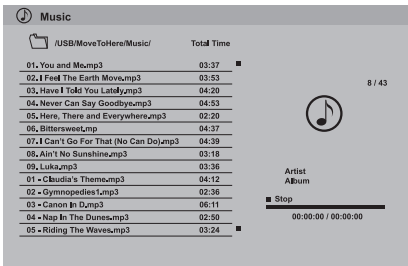 Music
/USB/MoveToHere/Music/ Total Time
01. You and Me.mp3 03:37
02. I Feel The Earth Move.mp3 03:53
03. Have I Told You Lately.mp3 04:20
04. Never Can Say Goodbye.mp3 04:53
05. Here, There and Everywhere.mp3 02:20
06. Bittersweet.mp 04:37
07. I Can't Go For That (No Can Do).mp3 04:39
08. Ain't No Sunshine.mp3 03:18
09. Luka.mp3 03:36
01 - Claudia's Theme.mp3 04:12
02 - Gymnopedies1.mp3 02:36
03 - Canon In D.mp3 06:11
04 - Nap In The Dunes.mp3 02:50
05 - Riding The Waves.mp3 03:24
8 / 43
Artist
Album
Stop
00:00:00 / 00:00:00